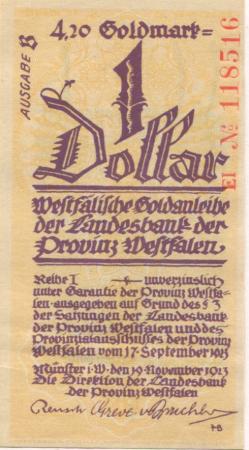 AUSGABE B
4,20 Goldmark=
1
Dollar
EI № 118516
Westfälische Goldanleihe
der Landesbank der
Provinz Westfalen
Reihe I unverzinslich
unter Garantie der Provinz Westfa-
len-ausgegeben auf Grund des § 3
der Satzungen der Landesbank
der Provinz Westfalen und des
Provinzialausschusses der Provinz
Westfalen vom 17. September 1923
Münster i.W. den 19. November 1923
Die Direktion der Landesbank
der Provinz Westfalen